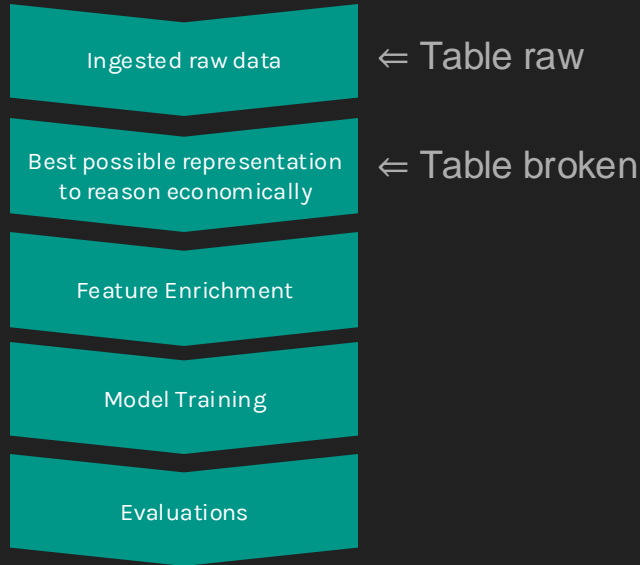 Ingested raw data
⇐ Table raw
Best possible representation
to reason economically
⇐ Table broken
Feature Enrichment
Model Training
Evaluations